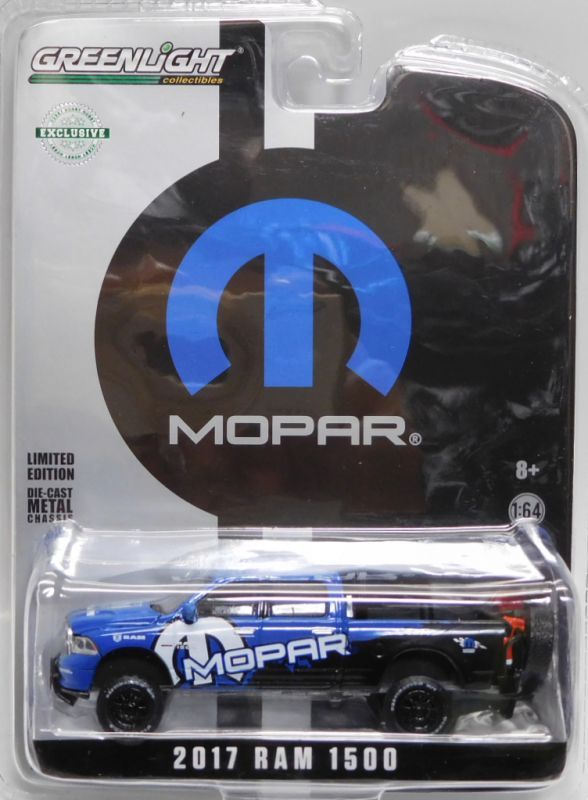 GREENLIGHT®
collectibles
EXCLUSIVE
MOPAR®
LIMITED
EDITION
DIE-CAST
METAL
CHASSIS
8+
1:64
RAM
MOPAR
2017 RAM 1500